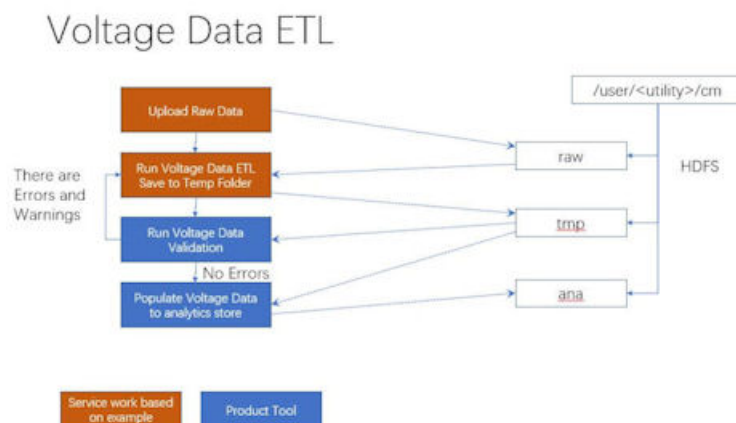 Voltage Data ETL
Upload Raw Data
/user/<utility>/cm
raw
HDFS
There are
Errors and
Warnings
Run Voltage Data ETL
Save to Temp Folder
tmp
Run Voltage Data
Validation
No Errors
Populate Voltage Data
to analytics store
ana
Service work based
on example
Product Tool